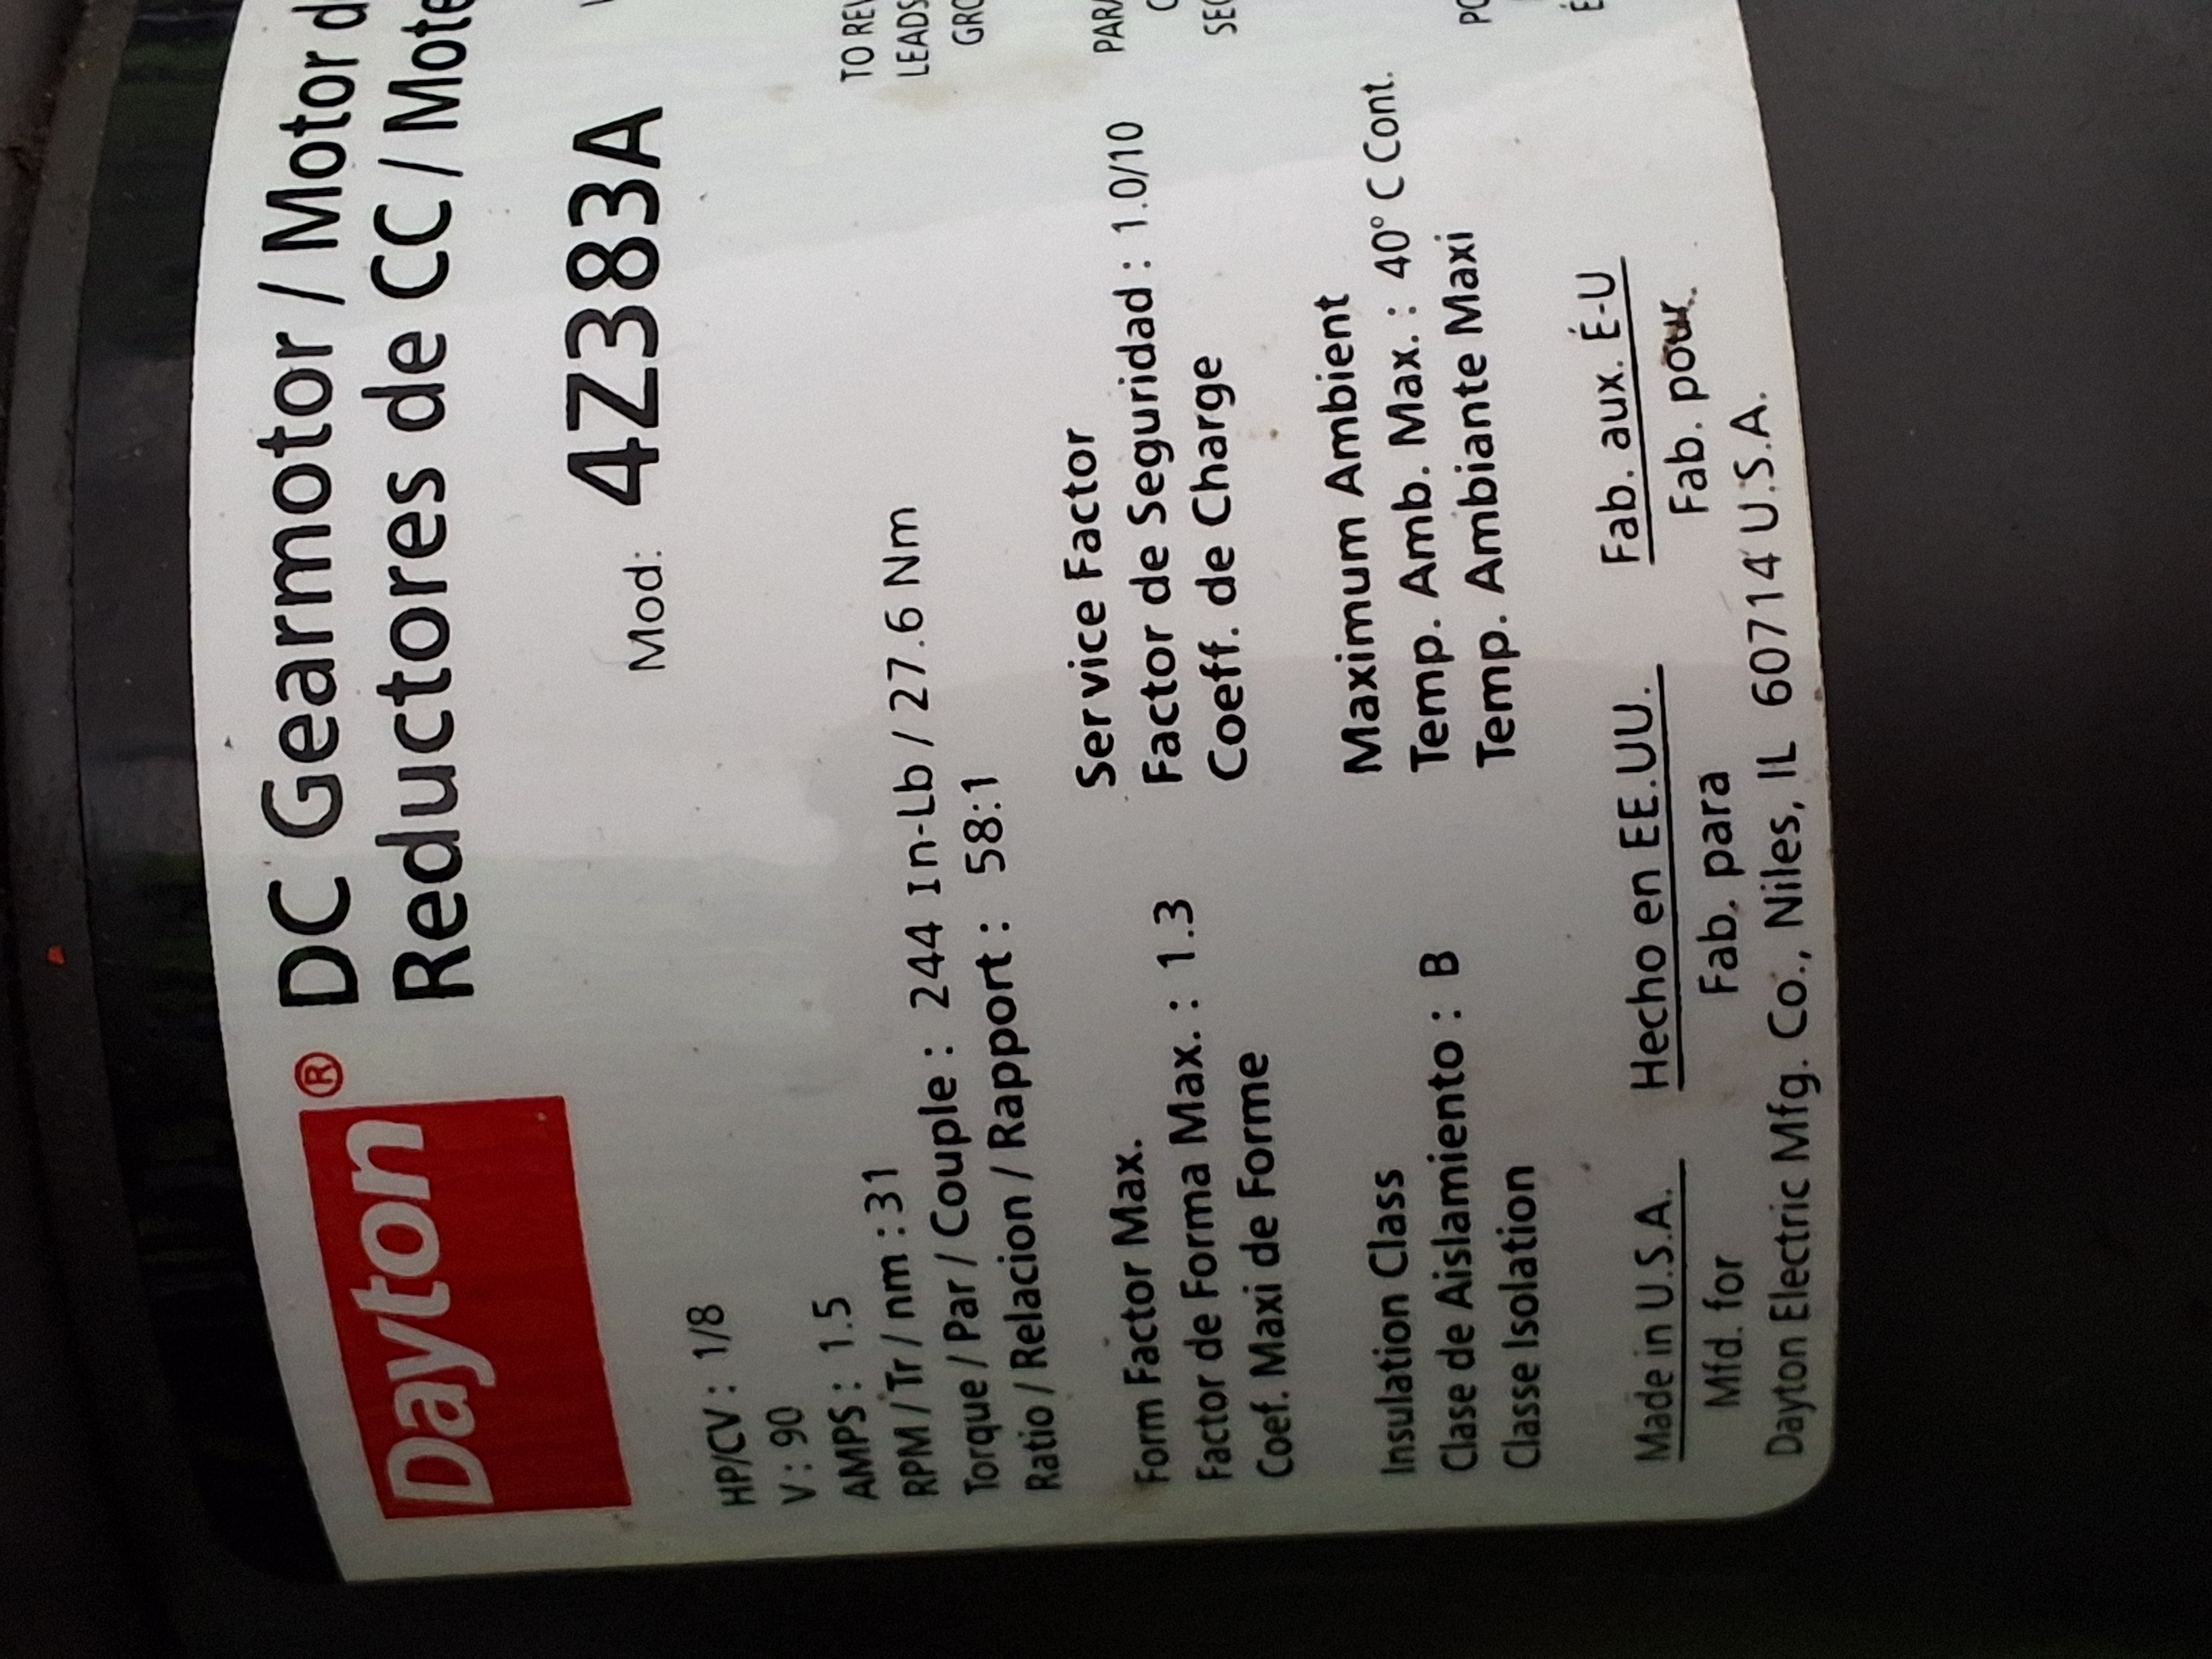 Dayton®
DC Gearmotor / Motor d
Reductores de CC / Mote
Mod: 4Z383A
HP/CV : 1/8
V : 90
AMPS : 1.5
RPM / Tr / nm : 31
Torque / Par / Couple : 244 In-Lb / 27.6 Nm
Ratio / Relacion / Rapport : 58:1
Form Factor Max.
Factor de Forma Max. : 1.3
Coef. Maxi de Forme
Service Factor
Factor de Seguridad : 1.0/10
Coeff. de Charge
Insulation Class
Clase de Aislamiento : B
Classe Isolation
Maximum Ambient
Temp. Amb. Max. : 40° C Cont.
Temp. Ambiante Maxi
TO REV
LEADS
GRO
PARA
SEC
PO
Made in U.S.A. Hecho en EE.UU. Fab. aux. É-U
Mfd. for Fab. para Fab. pour
Dayton Electric Mfg. Co., Niles, IL 60714 U.S.A.